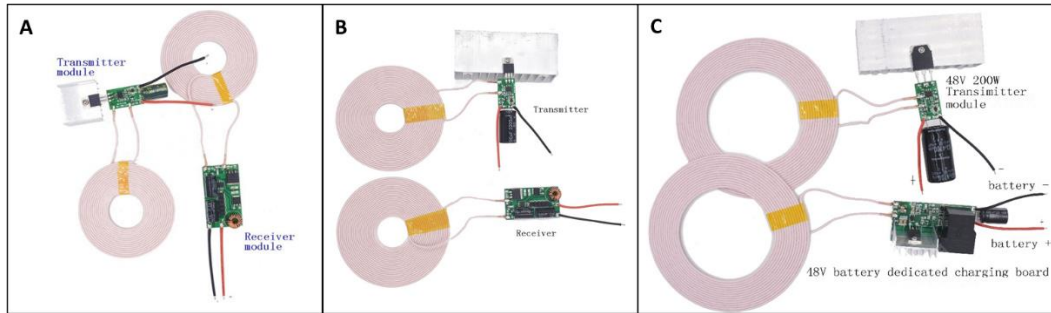 A
Transmitter
module
Receiver
module
B
Transmitter
Receiver
C
48V 200W
Transimitter
module
+
-
battery -
+
battery +
48V battery dedicated charging board